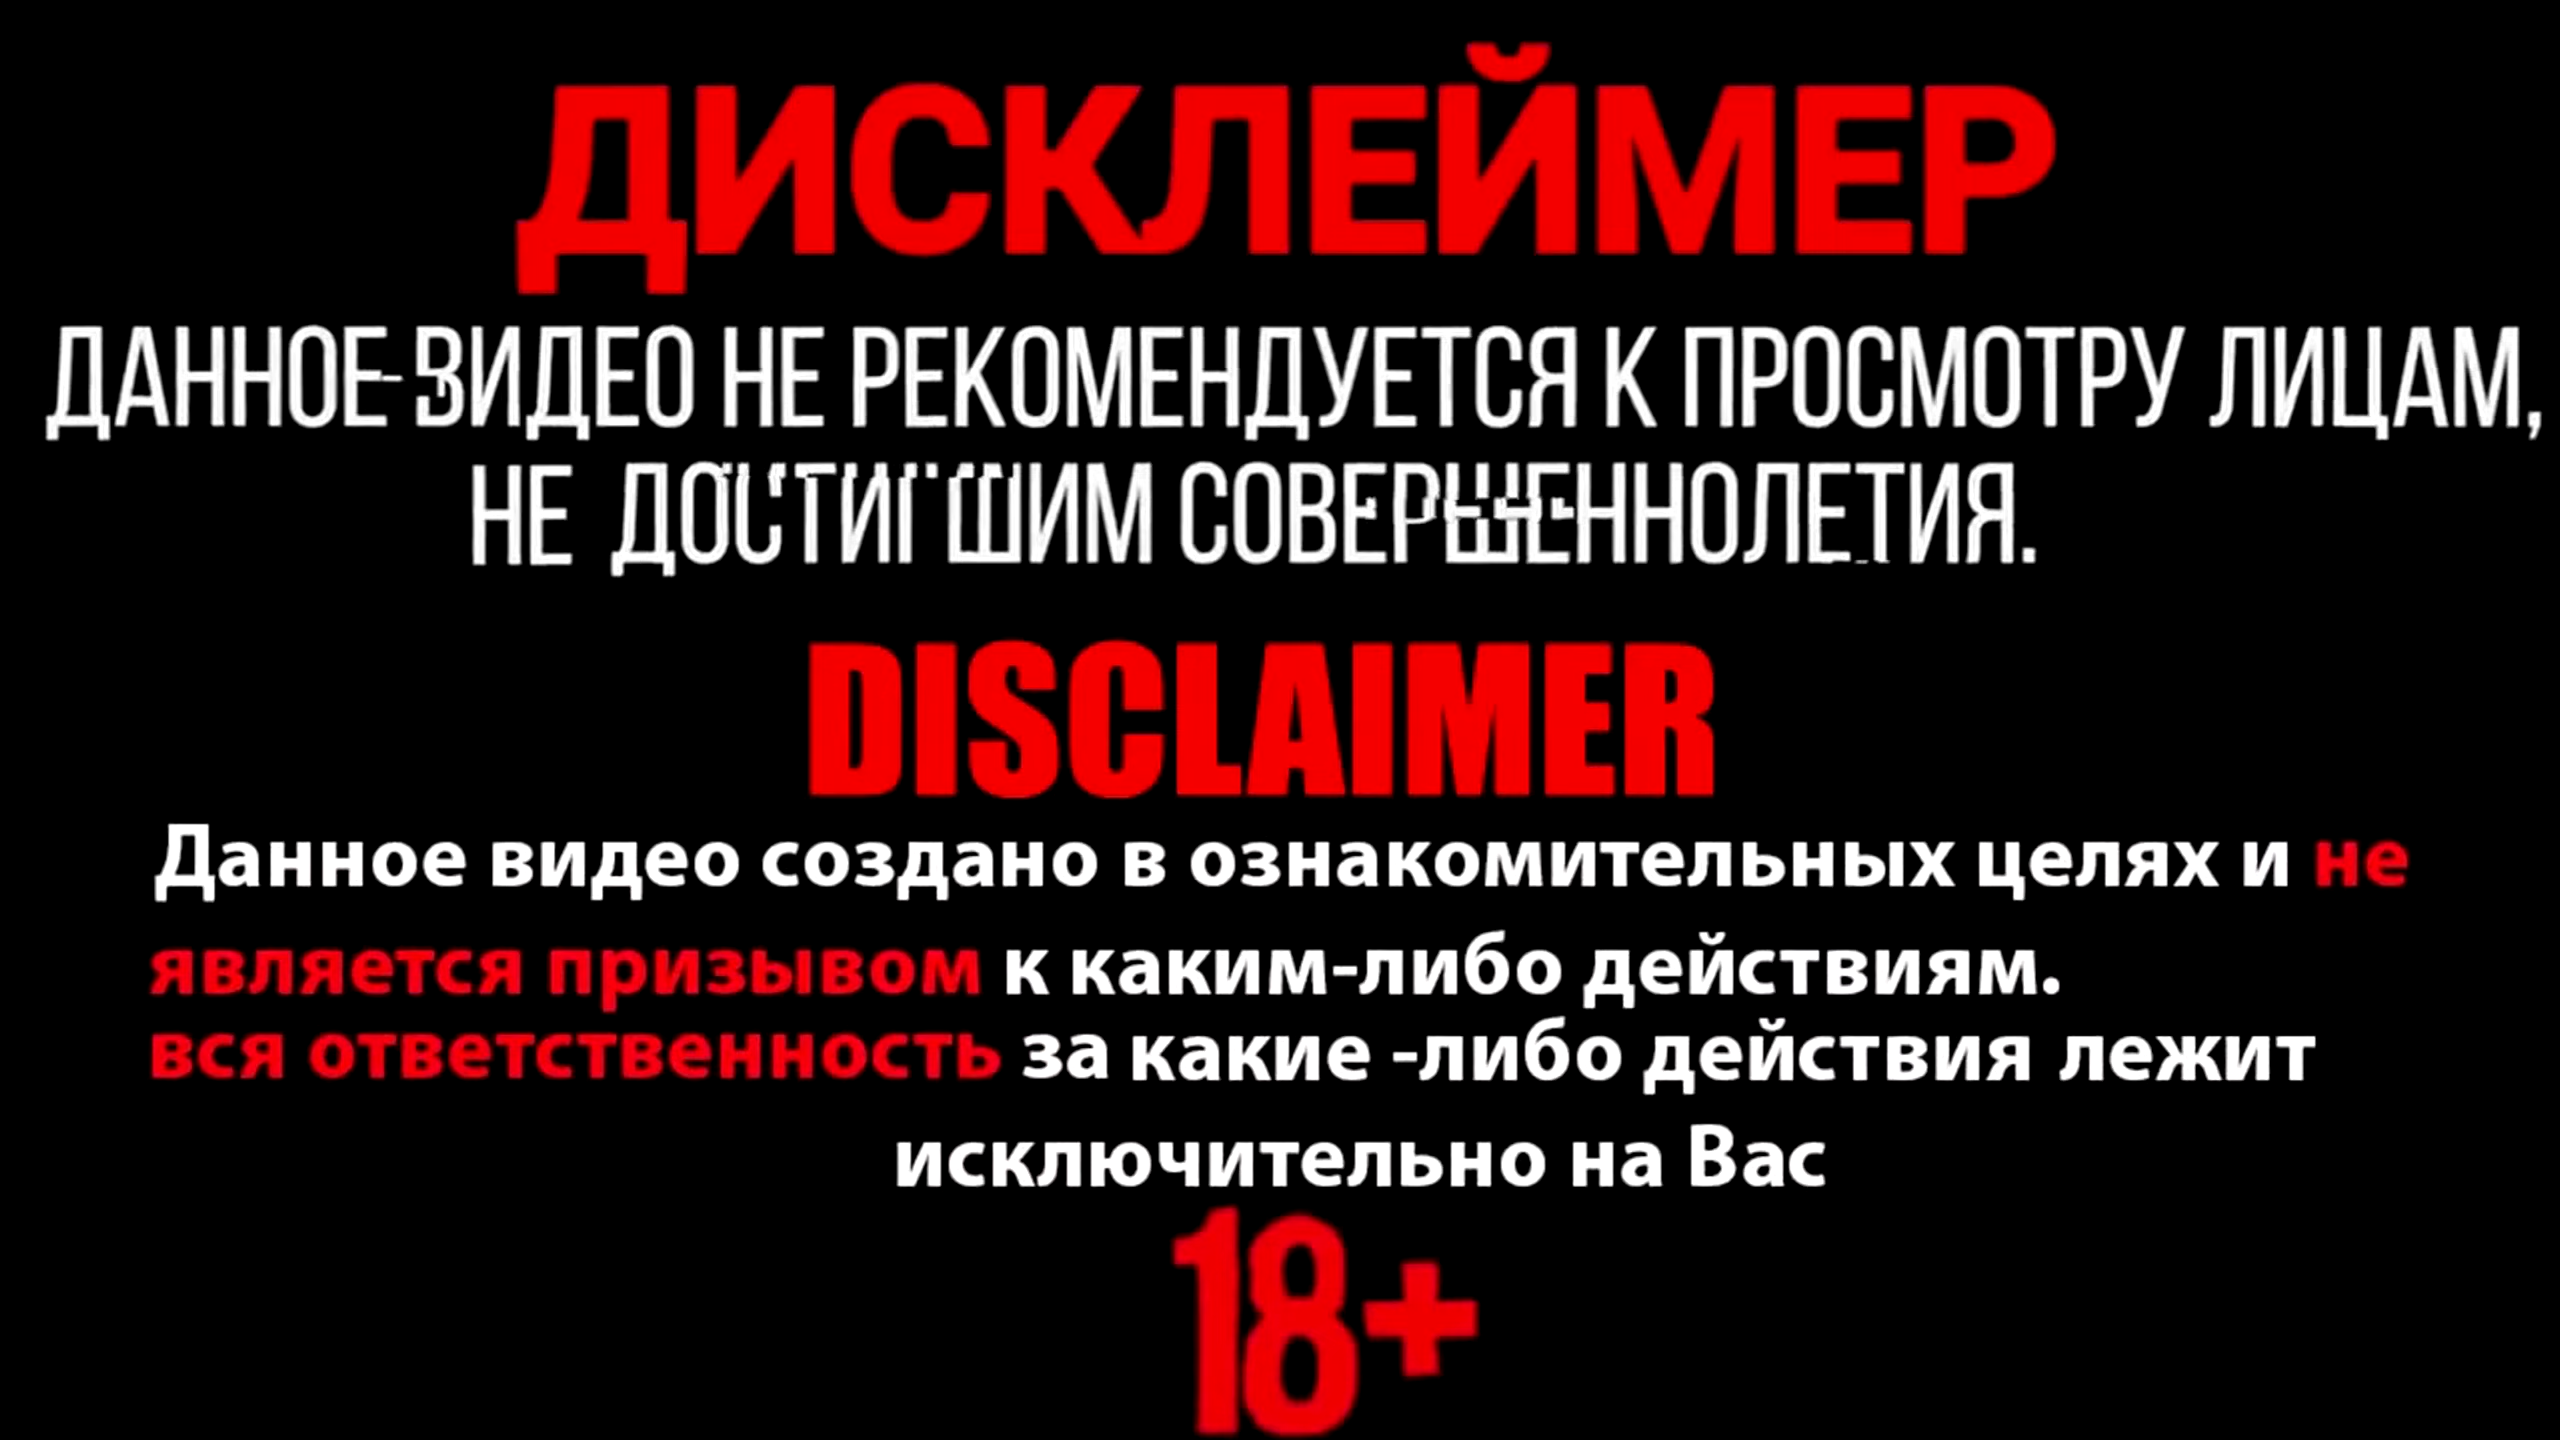 ДИСКЛЕЙМЕР
ДАННОЕ ВИДЕО НЕ РЕКОМЕНДУЕТСЯ К ПРОСМОТРУ ЛИЦАМ,
НЕ ДОСТИГШИМ СОВЕРШЕННОЛЕТИЯ.
DISCLAIMER
Данное видео создано в ознакомительных целях и не
является призывом к каким-либо действиям.
вся ответственность за какие -либо действия лежит
исключительно на Вас
18+